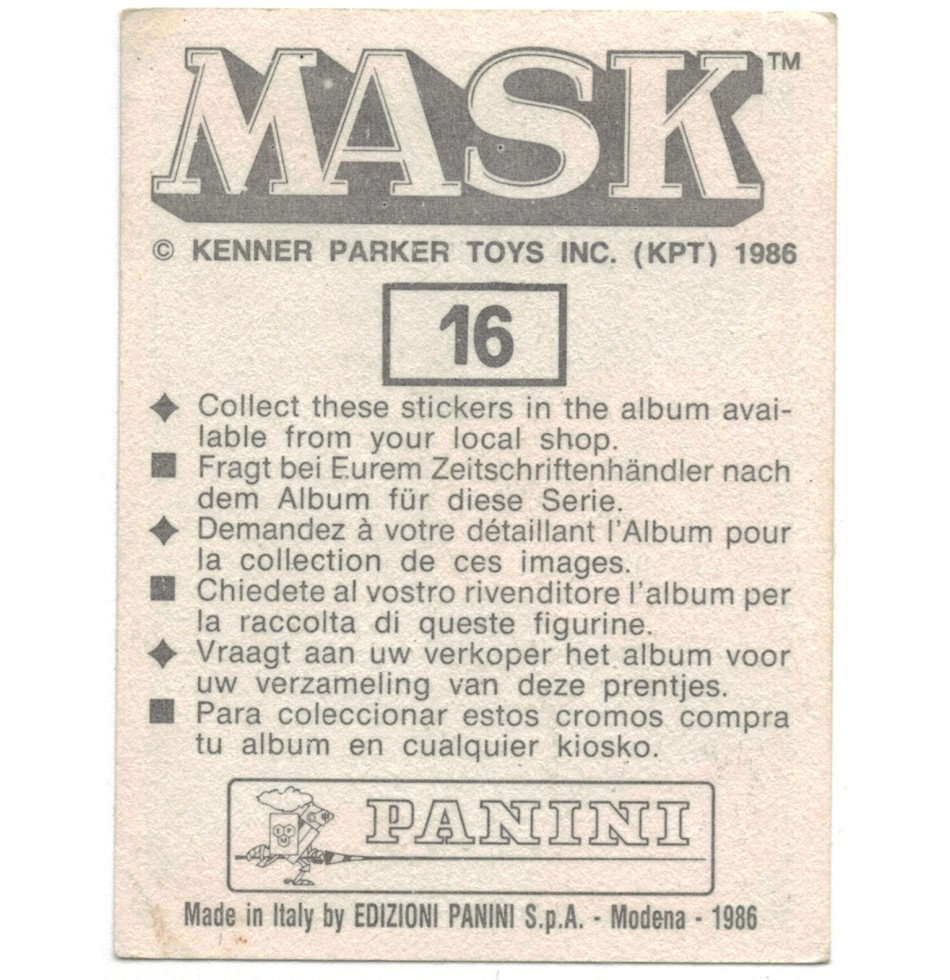 MASK™
© KENNER PARKER TOYS INC. (KPT) 1986
16
Collect these stickers in the album avai-
lable from your local shop.
Fragt bei Eurem Zeitschriftenhändler nach
dem Album für diese Serie.
Demandez à votre détaillant l'Album pour
la collection de ces images.
Chiedete al vostro rivenditore l'album per
la raccolta di queste figurine.
Vraagt aan uw verkoper het album voor
uw verzameling van deze prentjes.
Para coleccionar estos cromos compra
tu album en cualquier kiosko.
PANINI
Made in Italy by EDIZIONI PANINI S.p.A. - Modena - 1986